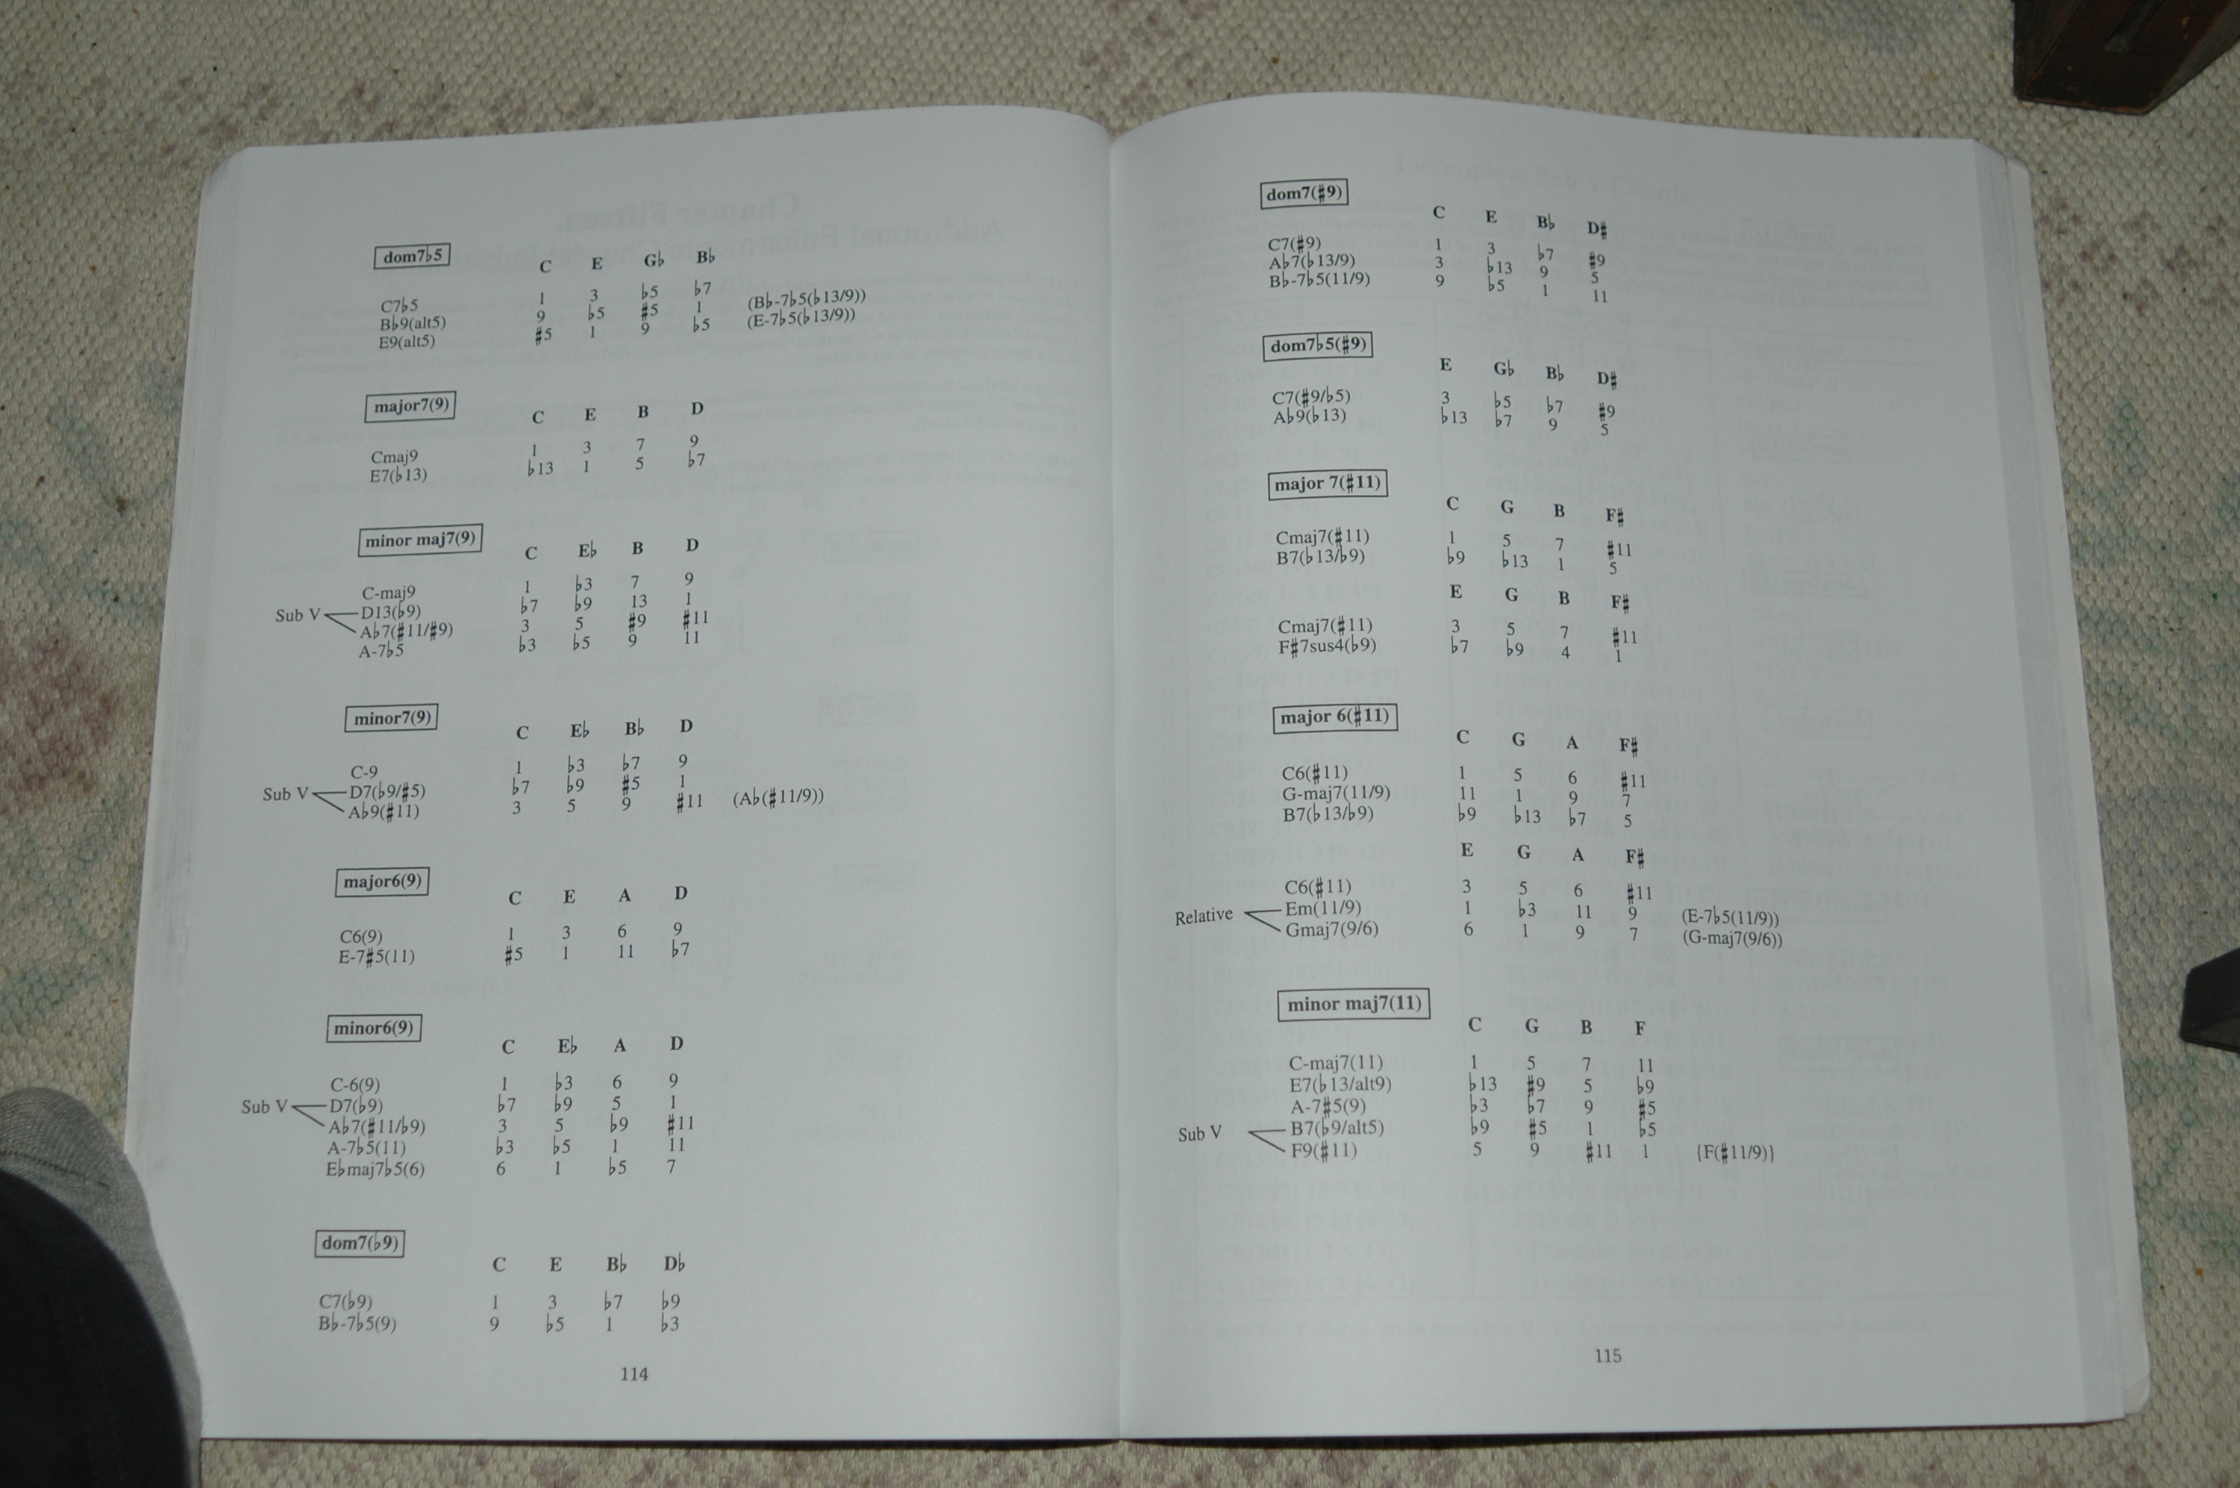 dom7♭5
C E G♭ B♭
C7♭5 1 3 ♭5 ♭7
B♭9(alt5) 9 ♭5 ♯5 1 (B♭-7♭5(♭13/9))
E9(alt5) ♯5 1 9 ♭5 (E-7♭5(♭13/9))
major7(9)
C E B D
Cmaj9 1 3 7 9
E7(♭13) ♭13 1 5 ♭7
minor maj7(9)
C E♭ B D
C-maj9 1 ♭3 7 9
Sub V D13(♭9) ♭7 ♭9 13 1
A♭7(♯11/♯9) 3 5 ♯9 ♯11
A-7♭5 ♭3 ♭5 9 11
minor7(9)
C E♭ B♭ D
C-9 1 ♭3 ♭7 9
Sub V D7(♭9/♯5) ♭7 ♭9 ♯5 1
A♭9(♯11) 3 5 9 ♯11 (A♭(♯11/9))
major6(9)
C E A D
C6(9) 1 3 6 9
E-7♯5(11) ♯5 1 11 ♭7
minor6(9)
C E♭ A D
C-6(9) 1 ♭3 6 9
Sub V D7(♭9) ♭7 ♭9 5 1
A♭7(♯11/♭9) 3 5 ♭9 ♯11
A-7♭5(11) ♭3 ♭5 1 11
E♭maj7♭5(6) 6 1 ♭5 7
dom7(♭9)
C E B♭ D♭
C7(♭9) 1 3 ♭7 ♭9
B♭-7♭5(9) 9 ♭5 1 ♭3
114
dom7(♯9)
C E B♭ D♯
C7(♯9) 1 3 ♭7 ♯9
A♭7(♭13/9) 3 ♭13 9 5
B♭-7♭5(11/9) 9 ♭5 1 11
dom7♭5(♯9)
E G♭ B♭ D♯
C7(♯9/♭5) 3 ♭5 ♭7 ♯9
A♭9(♭13) ♭13 ♭7 9 5
major 7(♯11)
C G B F♯
Cmaj7(♯11) 1 5 7 ♯11
B7(♭13/♭9) ♭9 ♭13 1 5
E G B F♯
Cmaj7(♯11) 3 5 7 ♯11
F♯7sus4(♭9) ♭7 ♭9 4 1
major 6(♯11)
C G A F♯
C6(♯11) 1 5 6 ♯11
G-maj7(11/9) 11 1 9 7
B7(♭13/♭9) ♭9 ♭13 ♭7 5
E G A F♯
C6(♯11) 3 5 6 ♯11
Relative Em(11/9) 1 ♭3 11 9 (E-7♭5(11/9))
Gmaj7(9/6) 6 1 9 7 (G-maj7(9/6))
minor maj7(11)
C G B F
C-maj7(11) 1 5 7 11
E7(♭13/alt9) ♭13 ♯9 5 ♭9
A-7♯5(9) ♭3 ♭7 9 ♯5
Sub V B7(♭9/alt5) ♭9 ♯5 1 ♭5
F9(♯11) 5 9 ♯11 1 {F(♯11/9)}
115